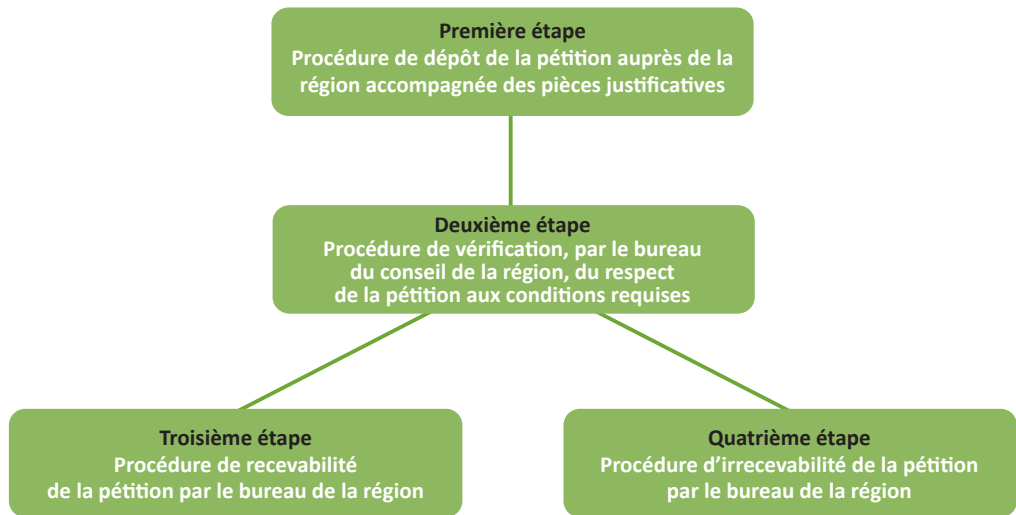 Première étape
Procédure de dépôt de la pétition auprès de la
région accompagnée des pièces justificatives
Deuxième étape
Procédure de vérification, par le bureau
du conseil de la région, du respect
de la pétition aux conditions requises
Troisième étape
Procédure de recevabilité
de la pétition par le bureau de la région
Quatrième étape
Procédure d’irrecevabilité de la pétition
par le bureau de la région